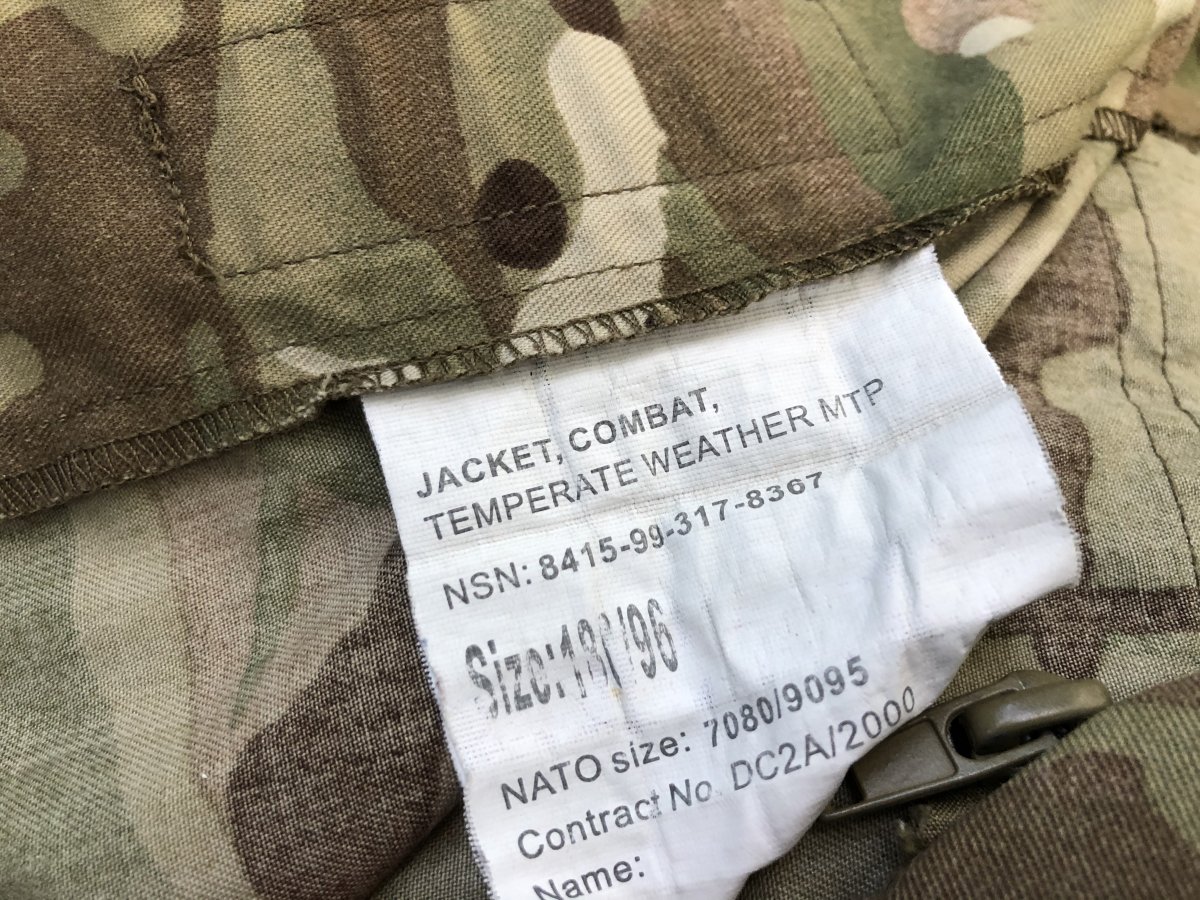 JACKET, COMBAT,
TEMPERATE WEATHER MTP
NSN: 8415-99-317-8367
Size: /96
NATO size: 7080/9095
Contract No. DC2A/2000
Name: